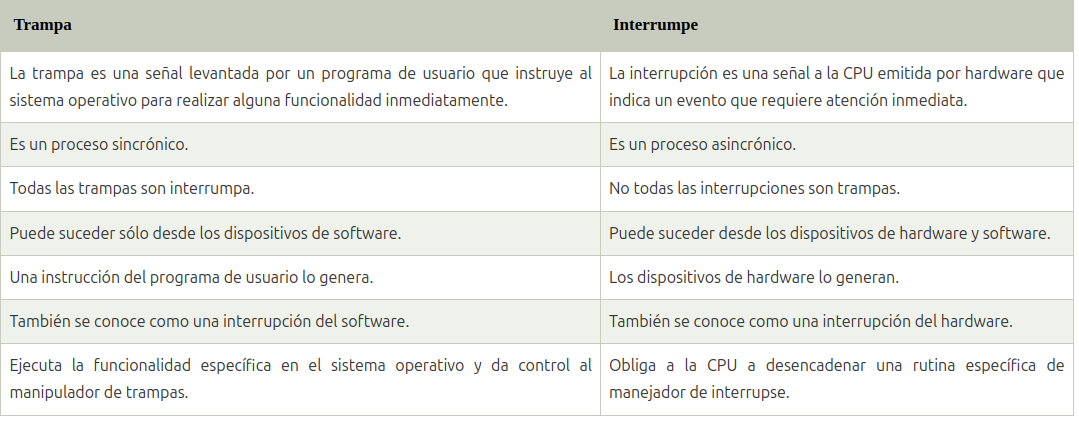 Trampa
Interrumpe
La trampa es una señal levantada por un programa de usuario que instruye al
sistema operativo para realizar alguna funcionalidad inmediatamente.
La interrupción es una señal a la CPU emitida por hardware que
indica un evento que requiere atención inmediata.
Es un proceso sincrónico.
Es un proceso asincrónico.
Todas las trampas son interrumpa.
No todas las interrupciones son trampas.
Puede suceder sólo desde los dispositivos de software.
Puede suceder desde los dispositivos de hardware y software.
Una instrucción del programa de usuario lo genera.
Los dispositivos de hardware lo generan.
También se conoce como una interrupción del software.
También se conoce como una interrupción del hardware.
Ejecuta la funcionalidad específica en el sistema operativo y da control al
manipulador de trampas.
Obliga a la CPU a desencadenar una rutina específica de
manejador de interrupse.